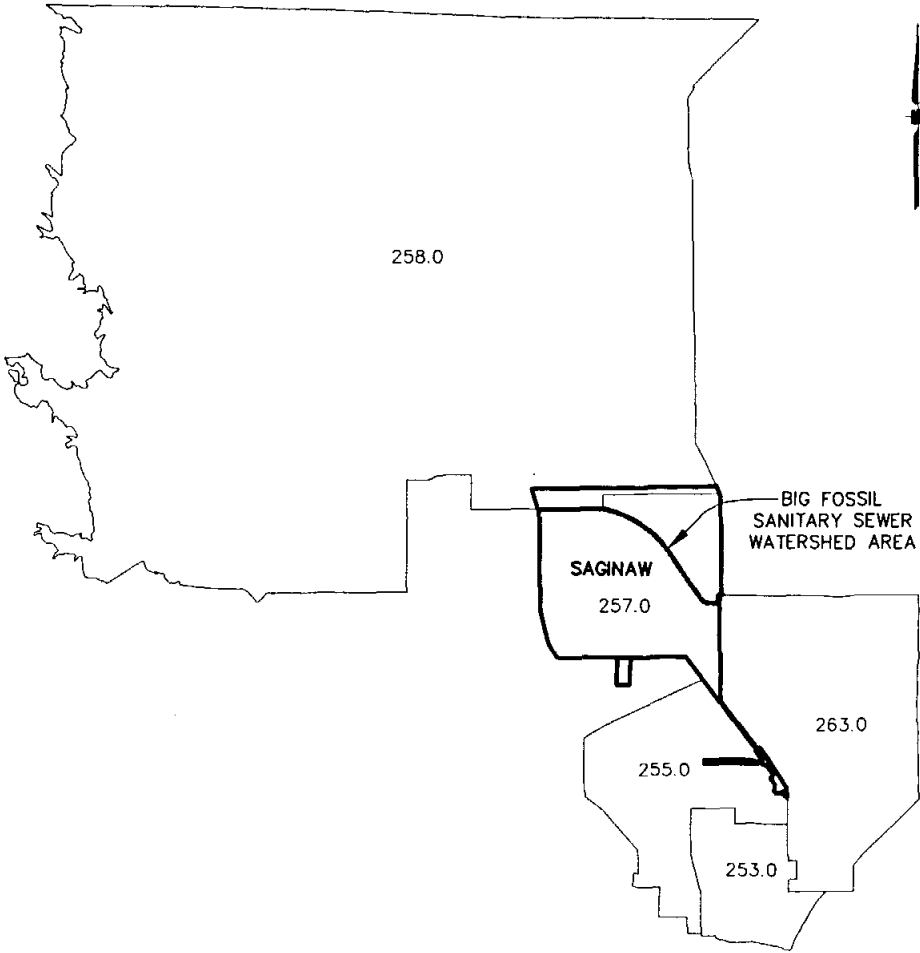 258.0
BIG FOSSIL
SANITARY SEWER
WATERSHED AREA
SAGINAW
257.0
263.0
255.0
253.0